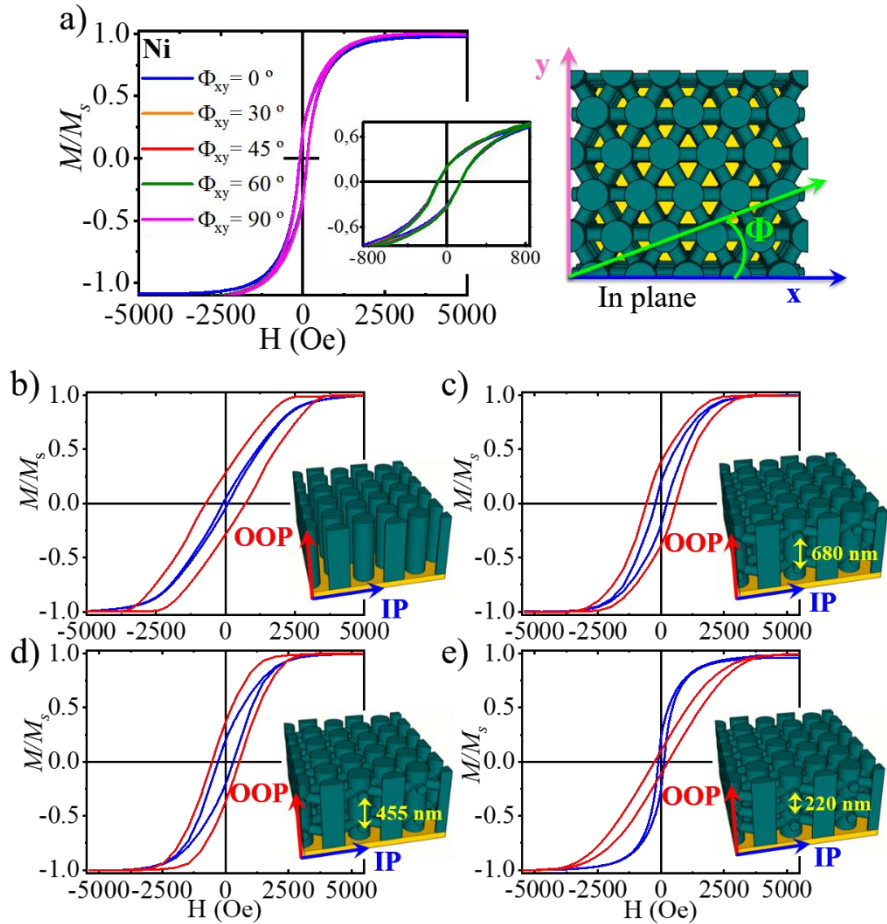 a)
Ni
Φxy= 0 º
Φxy= 30 º
Φxy= 45 º
Φxy= 60 º
Φxy= 90 º
M/Ms
1.0
0.5
0.0
-0.5
-1.0
0,6
0,0
-0.6
-800 0 800
-5000 -2500 0 2500 5000
H (Oe)
y
Φ
In plane
x
b)
M/Ms
1.0
0.5
0.0
-0.5
-1.0
OOP
IP
-5000 -2500 0 2500 5000
c)
M/Ms
1.0
0.5
0.0
-0.5
-1.0
OOP
680 nm
IP
-5000 -2500 0 2500 5000
d)
M/Ms
1.0
0.5
0.0
-0.5
-1.0
OOP
455 nm
IP
-5000 -2500 0 2500 5000
H (Oe)
e)
M/Ms
1.0
0.5
0.0
-0.5
-1.0
OOP
220 nm
IP
-5000 -2500 0 2500 5000
H (Oe)